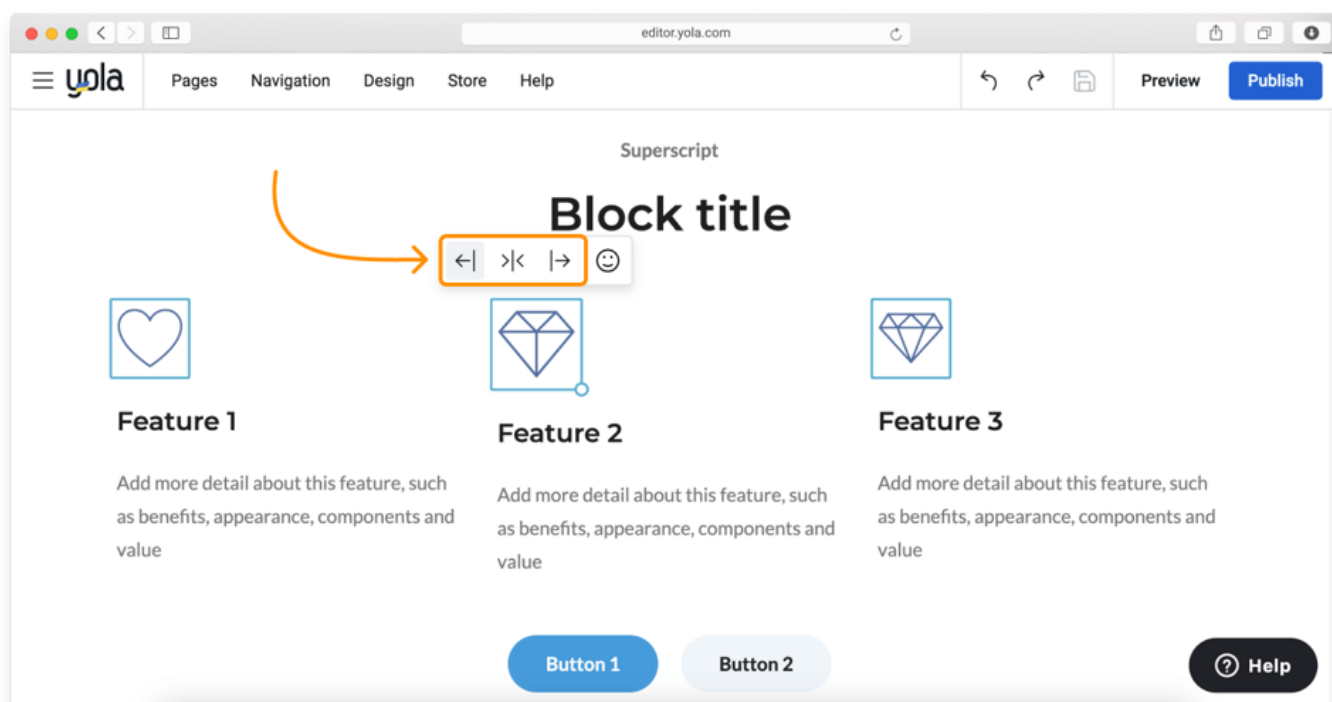 editor.yola.com
yola Pages Navigation Design Store Help Preview Publish
Superscript
Block title
Feature 1
Add more detail about this feature, such
as benefits, appearance, components and
value
Feature 2
Add more detail about this feature, such
as benefits, appearance, components and
value
Feature 3
Add more detail about this feature, such
as benefits, appearance, components and
value
Button 1 Button 2
Help